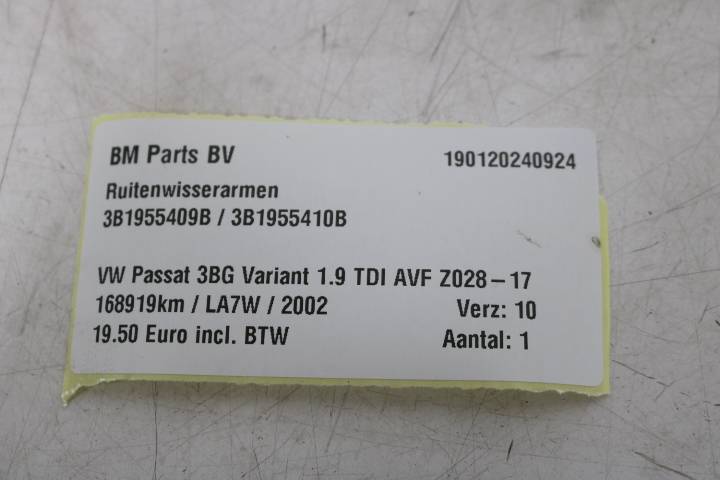 BM Parts BV 190120240924
Ruitenwisserarmen
3B1955409B / 3B1955410B
VW Passat 3BG Variant 1.9 TDI AVF Z028-17
168919km / LA7W / 2002 Verz: 10
19.50 Euro incl. BTW Aantal: 1